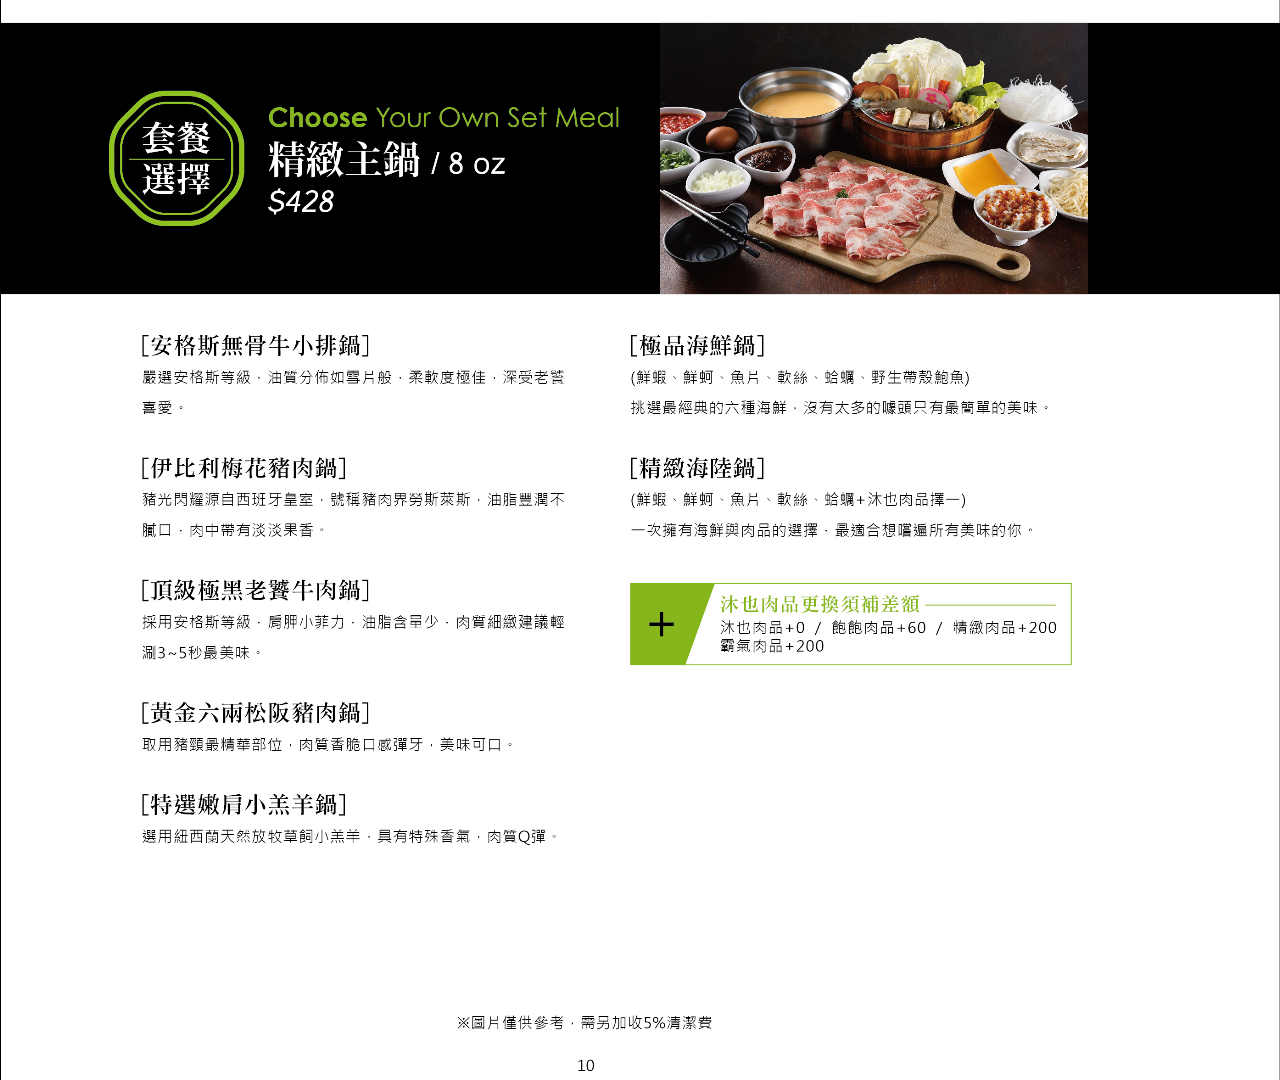 套餐
選擇
Choose Your Own Set Meal
精緻主鍋 / 8 oz
$428
[安格斯無骨牛小排鍋]
嚴選安格斯等級，油質分佈如雪片般，柔軟度極佳，深受老饕
喜愛。
[伊比利梅花豬肉鍋]
豬光閃耀源自西班牙皇室，號稱豬肉界勞斯萊斯，油脂豐潤不
膩口，肉中帶有淡淡果香。
[頂級極黑老饕牛肉鍋]
採用安格斯等級，肩胛小菲力，油脂含量少，肉質細緻建議輕
涮3~5秒最美味。
[黃金六兩松阪豬肉鍋]
取用豬頸最精華部位，肉質香脆口感彈牙，美味可口。
[特選嫩肩小羔羊鍋]
選用紐西蘭天然放牧草飼小羔羊，具有特殊香氣，肉質Q彈。
[極品海鮮鍋]
(鮮蝦、鮮蚵、魚片、軟絲、蛤蠣、野生帶殼鮑魚)
挑選最經典的六種海鮮，沒有太多的噱頭只有最簡單的美味。
[精緻海陸鍋]
(鮮蝦、鮮蚵、魚片、軟絲、蛤蠣+沐也肉品擇一)
一次擁有海鮮與肉品的選擇，最適合想嚐遍所有美味的你。
+
沐也肉品更換須補差額
沐也肉品+0 / 飽飽肉品+60 / 精緻肉品+200
霸氣肉品+200
※圖片僅供參考，需另加收5%清潔費
10